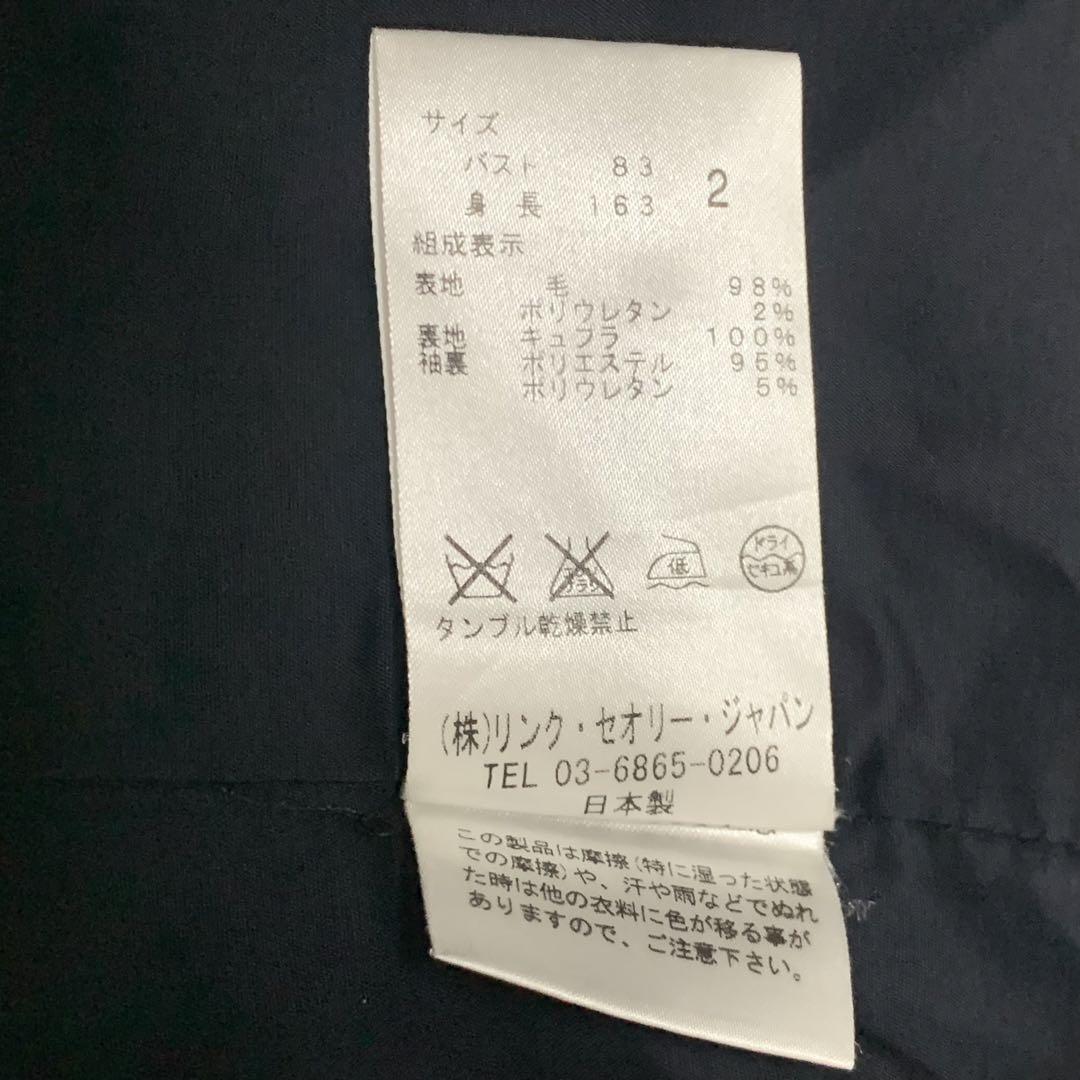 サイズ
バスト 83
身長 163 2
組成表示
表地 毛 98%
ポリウレタン 2%
裏地 キュプラ 100%
袖裏 ポリエステル 95%
ポリウレタン 5%
低
ドライ
セキユ系
タンブル乾燥禁止
(株)リンク・セオリー・ジャパン
TEL 03-6865-0206
日本製
この製品は摩擦(特に湿った状態
での摩擦)や、汗や雨などでぬれ
た時は他の衣料に色が移る事が
ありますので、ご注意下さい。